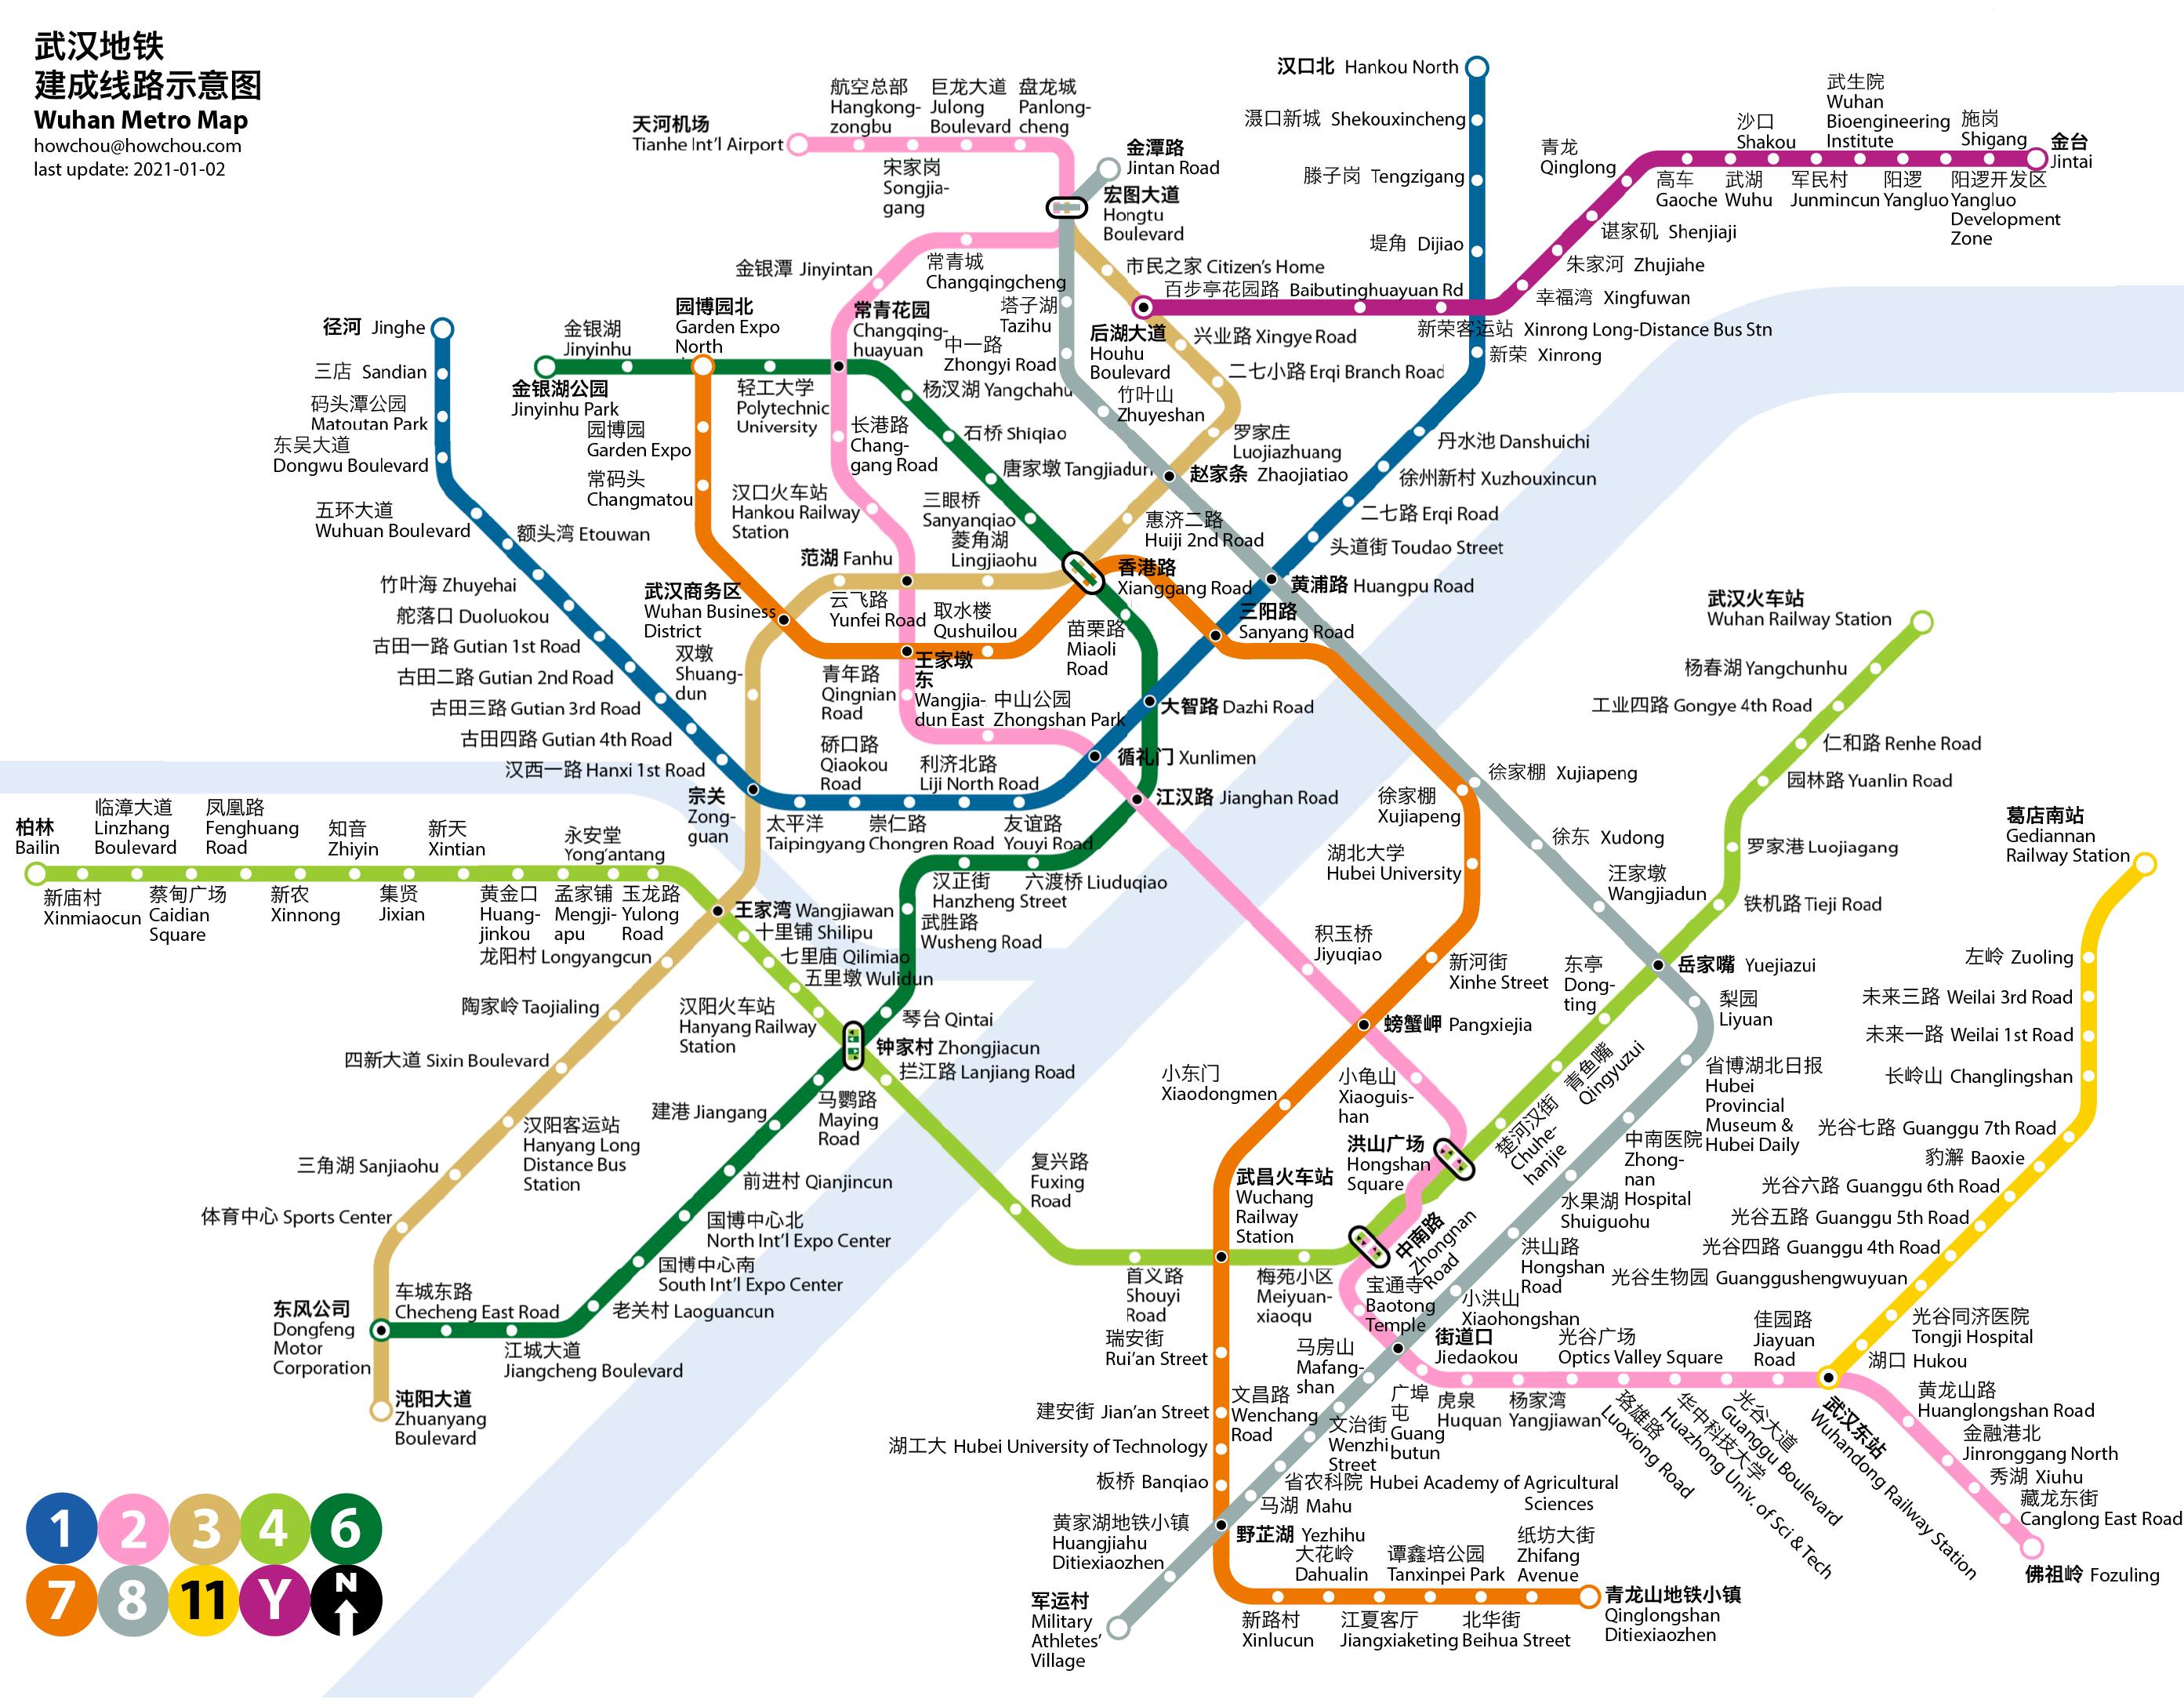 武汉地铁
建成线路示意图
Wuhan Metro Map
howchou@howchou.com
last update: 2021-01-02
天河机场
Tianhe Int'l Airport
航空总部
Hangkong-
zongbu
宋家岗
Songjia-
gang
巨龙大道
Julong
Boulevard
盘龙城
Panlong-
cheng
金潭路
Jintan Road
宏图大道
Hongtu
Boulevard
汉口北 Hankou North
滠口新城 Shekouxincheng
滕子岗 Tengzigang
堤角 Dijiao
青龙
Qinglong
高车
Gaoche
沙口
Shakou
武湖
Wuhu
武生院
Wuhan
Bioengineering
Institute
军民村
Junmincun
阳逻
Yangluo
施岗
Shigang
阳逻开发区
Yangluo
Development
Zone
金台
Jintai
谌家矶 Shenjiaji
朱家河 Zhujiahe
幸福湾 Xingfuwan
市民之家 Citizen's Home
百步亭花园路 Baibutinghuayuan Rd
新荣客运站 Xinrong Long-Distance Bus Stn
新荣 Xinrong
金银潭 Jinyintan
常青城
Changqingcheng
塔子湖
Tazihu
中一路
Zhongyi Road
后湖大道
Houhu
Boulevard
兴业路 Xingye Road
二七小路 Erqi Branch Road
竹叶山
Zhuyeshan
罗家庄
Luojiazhuang
赵家条 Zhaojiatiao
径河 Jinghe
三店 Sandian
码头潭公园
Matoutan Park
东吴大道
Dongwu Boulevard
五环大道
Wuhuan Boulevard
额头湾 Etouwan
竹叶海 Zhuyehai
舵落口 Duoluokou
古田一路 Gutian 1st Road
古田二路 Gutian 2nd Road
古田三路 Gutian 3rd Road
古田四路 Gutian 4th Road
汉西一路 Hanxi 1st Road
金银湖
Jinyinhu
金银湖公园
Jinyinhu Park
园博园北
Garden Expo
North
园博园
Garden Expo
常码头
Changmatou
轻工大学
Polytechnic
University
常青花园
Changqing-
huayuan
杨汊湖 Yangchahu
石桥 Shiqiao
唐家墩 Tangjiadun
长港路
Chang-
gang Road
汉口火车站
Hankou Railway
Station
三眼桥
Sanyanqiao
菱角湖
Lingjiaohu
范湖 Fanhu
云飞路
Yunfei Road
取水楼
Qushuilou
武汉商务区
Wuhan Business
District
双墩
Shuang-
dun
惠济二路
Huiji 2nd Road
香港路
Xianggang Road
苗栗路
Miaoli
Road
丹水池 Danshuichi
徐州新村 Xuzhouxincun
二七路 Erqi Road
头道街 Toudao Street
黄浦路 Huangpu Road
三阳路
Sanyang Road
大智路 Dazhi Road
循礼门 Xunlimen
江汉路 Jianghan Road
青年路
Qingnian
Road
王家墩
东
Wangjia-
dun East
中山公园
Zhongshan Park
硚口路
Qiaokou
Road
利济北路
Liji North Road
宗关
Zong-
guan
太平洋
Taipingyang
崇仁路
Chongren Road
友谊路
Youyi Road
汉正街
Hanzheng Street
六渡桥 Liuduqiao
武胜路
Wusheng Road
武汉火车站
Wuhan Railway Station
杨春湖 Yangchunhu
工业四路 Gongye 4th Road
仁和路 Renhe Road
园林路 Yuanlin Road
罗家港 Luojiagang
铁机路 Tieji Road
徐家棚 Xujiapeng
徐家棚
Xujiapeng
徐东 Xudong
湖北大学
Hubei University
汪家墩
Wangjiadun
岳家嘴 Yuejiazui
梨园
Liyuan
葛店南站
Gediannan
Railway Station
左岭 Zuoling
未来三路 Weilai 3rd Road
未来一路 Weilai 1st Road
长岭山 Changlingshan
光谷七路 Guanggu 7th Road
豹澥 Baoxie
光谷六路 Guanggu 6th Road
光谷五路 Guanggu 5th Road
光谷四路 Guanggu 4th Road
光谷生物园 Guanggushengwuyuan
光谷同济医院
Tongji Hospital
湖口 Hukou
柏林
Bailin
新庙村
Xinmiaocun
临漳大道
Linzhang
Boulevard
蔡甸广场
Caidian
Square
凤凰路
Fenghuang
Road
新农
Xinnong
知音
Zhiyin
集贤
Jixian
新天
Xintian
黄金口
Huang-
jinkou
永安堂
Yong'antang
孟家铺
Mengji-
apu
玉龙路
Yulong
Road
王家湾 Wangjiawan
十里铺 Shilipu
七里庙 Qilimiao
五里墩 Wulidun
汉阳火车站
Hanyang Railway
Station
琴台 Qintai
钟家村 Zhongjiacun
拦江路 Lanjiang Road
龙阳村 Longyangcun
陶家岭 Taojialing
四新大道 Sixin Boulevard
汉阳客运站
Hanyang Long
Distance Bus
Station
三角湖 Sanjiaohu
体育中心 Sports Center
东风公司
Dongfeng
Motor
Corporation
沌阳大道
Zhuanyang
Boulevard
车城东路
Checheng East Road
江城大道
Jiangcheng Boulevard
老关村 Laoguancun
国博中心南
South Int'l Expo Center
国博中心北
North Int'l Expo Center
前进村 Qianjincun
建港 Jiangang
马鹦路
Maying
Road
复兴路
Fuxing
Road
首义路
Shouyi
Road
武昌火车站
Wuchang
Railway
Station
梅苑小区
Meiyuan-
xiaoqu
积玉桥
Jiyuqiao
新河街
Xinhe Street
螃蟹岬 Pangxiejia
小东门
Xiaodongmen
小龟山
Xiaoguis-
han
洪山广场
Hongshan
Square
中南路
Zhongnan
Road
东亭
Dong-
ting
青鱼嘴
Qingyuzui
楚河汉街
Chuhe-
hanjie
省博湖北日报
Hubei
Provincial
Museum &
Hubei Daily
中南医院
Zhong-
nan
Hospital
水果湖
Shuiguohu
洪山路
Hongshan
Road
小洪山
Xiaohongshan
宝通寺
Baotong
Temple
街道口
Jiedaokou
马房山
Mafang-
shan
广埠
屯
Guang
butun
虎泉
Huquan
杨家湾
Yangjiawan
光谷广场
Optics Valley Square
珞雄路
Luoxiong Road
华中科技大学
Huazhong Univ. of Sci &Tech
光谷大道
Guanggu Boulevard
佳园路
Jiayuan
Road
武汉东站
Wuhandong Railway Station
黄龙山路
Huanglongshan Road
金融港北
Jinronggang North
秀湖 Xiuhu
藏龙东街
Canglong East Road
佛祖岭 Fozuling
瑞安街
Rui'an Street
建安街 Jian'an Street
湖工大 Hubei University of Technology
板桥 Banqiao
文昌路
Wenchang
Road
文治街
Wenzhi
Street
省农科院 Hubei Academy of Agricultural
Sciences
马湖 Mahu
野芷湖 Yezhihu
黄家湖地铁小镇
Huangjiahu
Ditiexiaozhen
军运村
Military
Athletes'
Village
新路村
Xinlucun
大花岭
Dahualin
江夏客厅
Jiangxiaketing
谭鑫培公园
Tanxinpei Park
北华街
Beihua Street
纸坊大街
Zhifang
Avenue
青龙山地铁小镇
Qinglongshan
Ditiexiaozhen
1 2 3 4 6
7 8 11 Y N